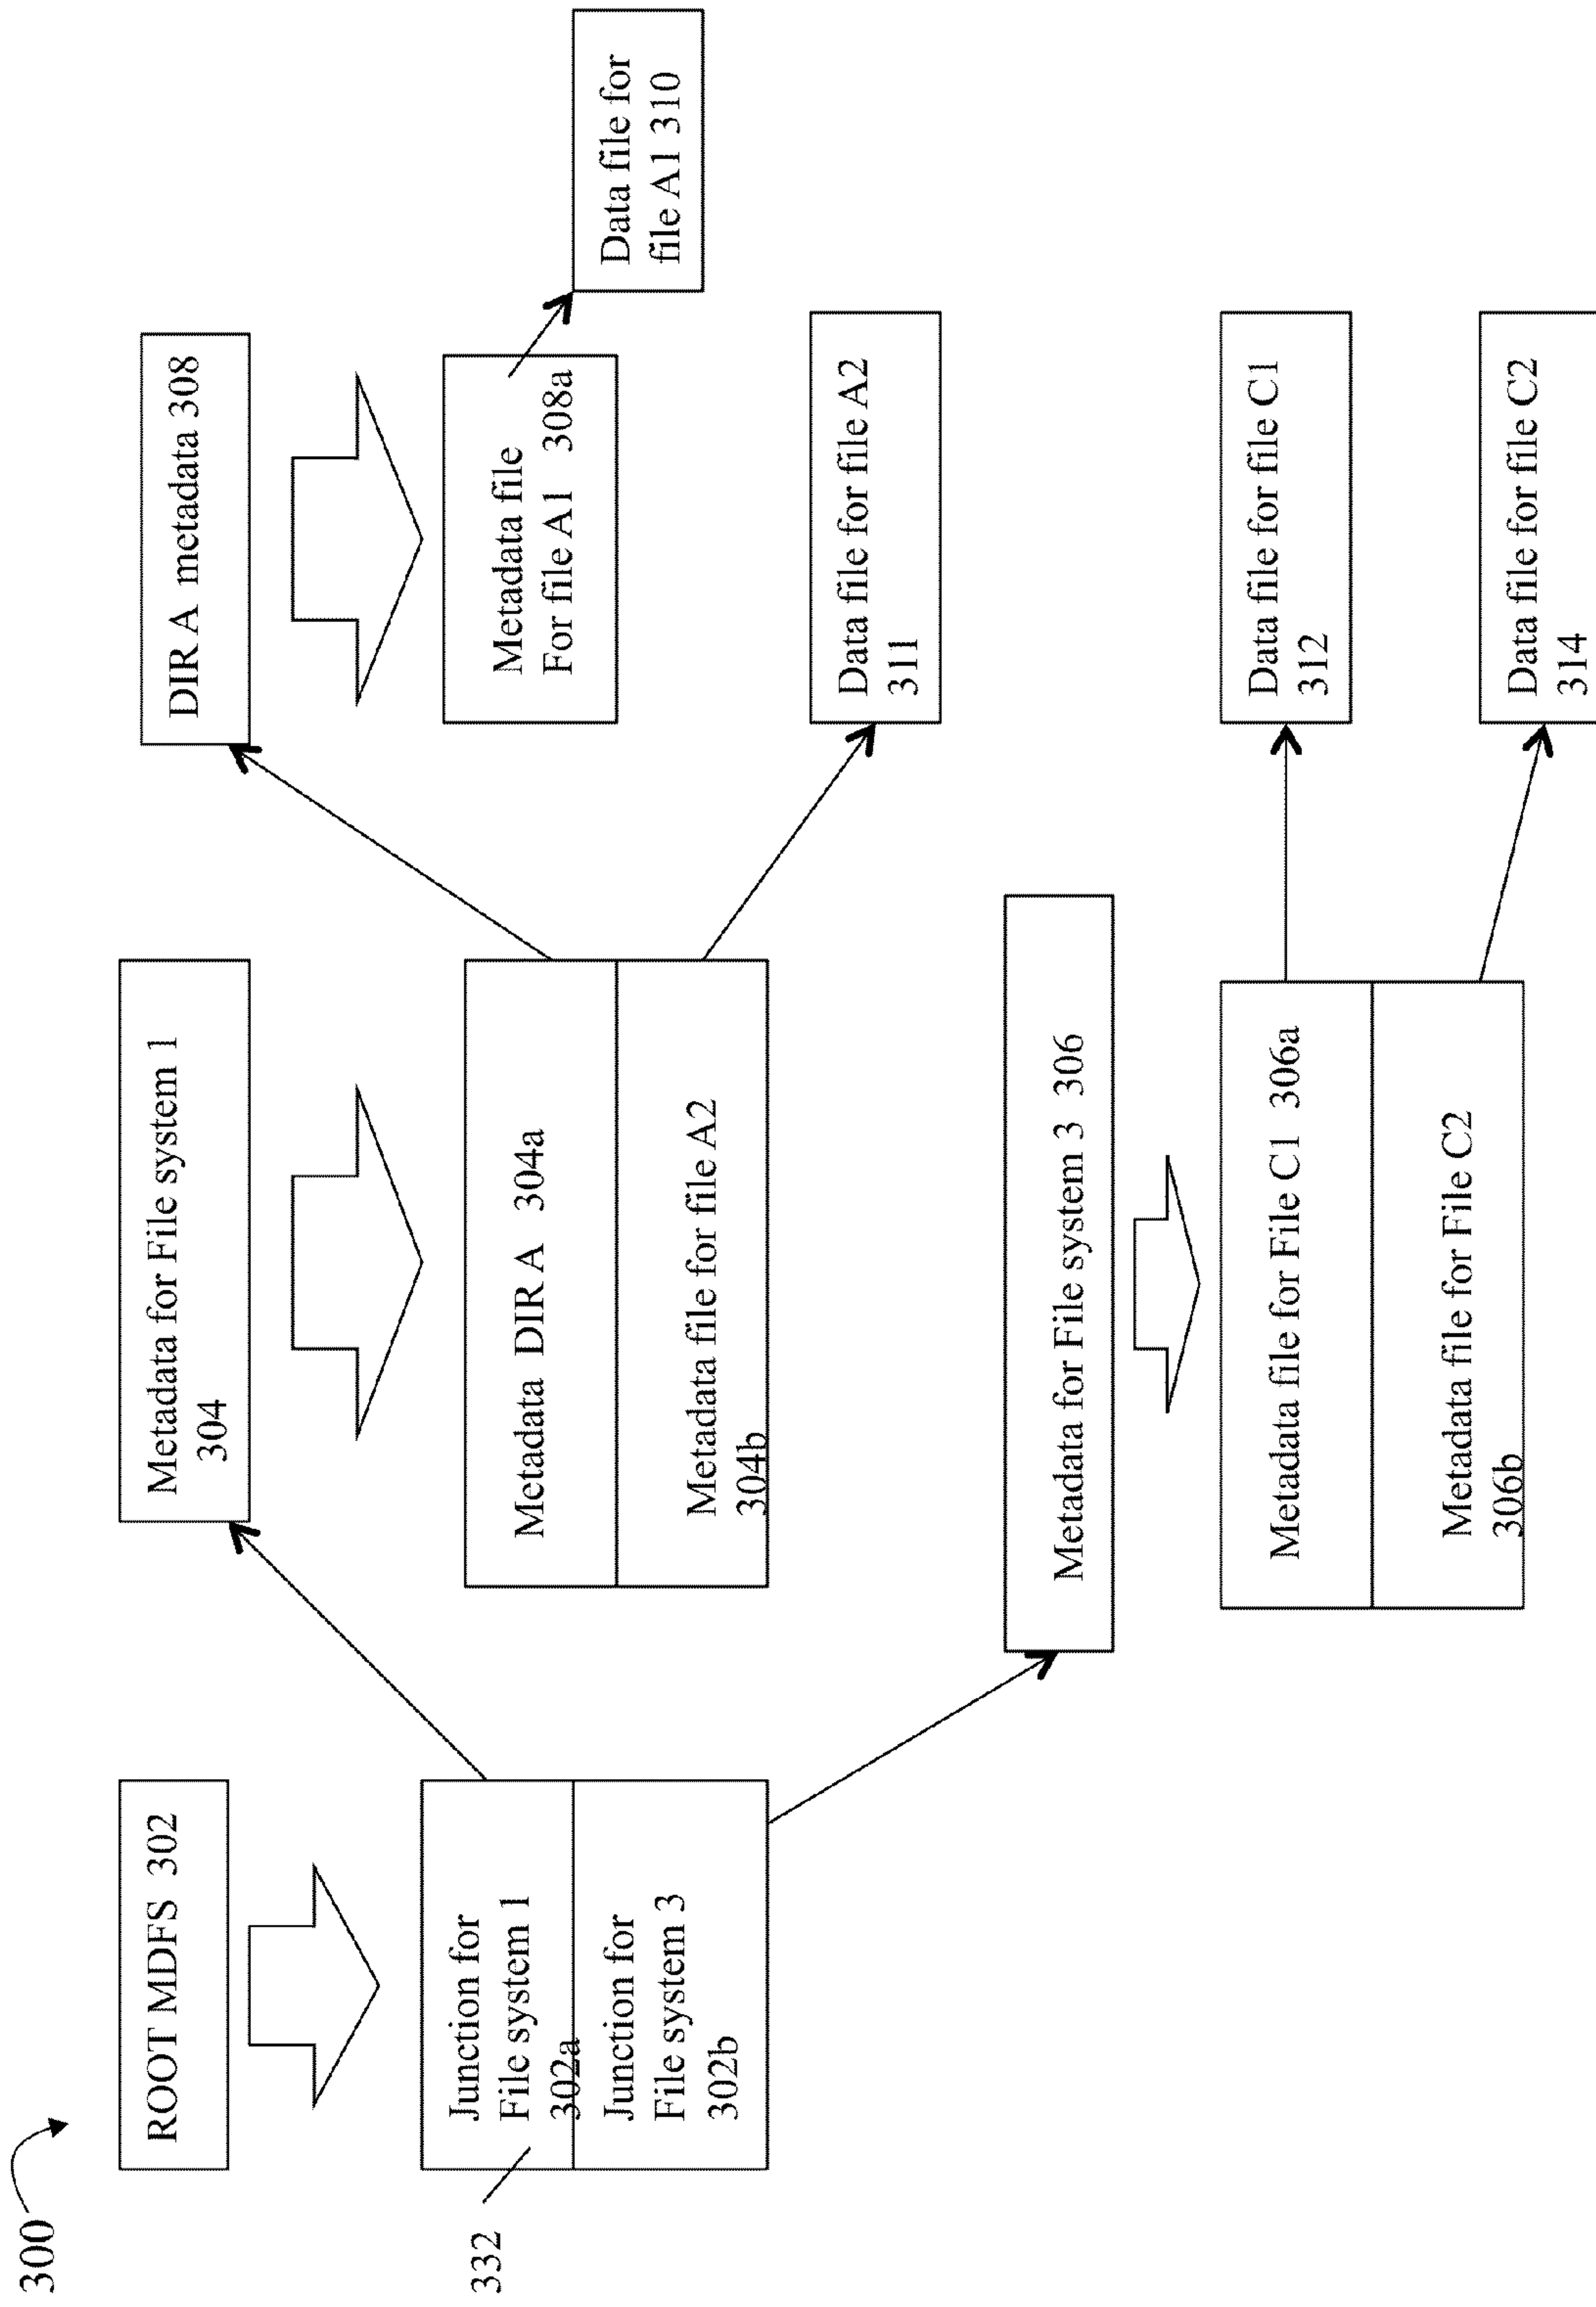 300
ROOT MDFS 302
332
Junction for
File system 1
302a
Junction for
File system 3
302b
Metadata for File system 1
304
Metadata DIR A 304a
Metadata file for file A2
304b
DIR A metadata 308
Metadata file
For file A1 308a
Data file for
file A1 310
Data file for file A2
311
Metadata for File system 3 306
Metadata file for File C1 306a
Metadata file for File C2
306b
Data file for file C1
312
Data file for file C2
314